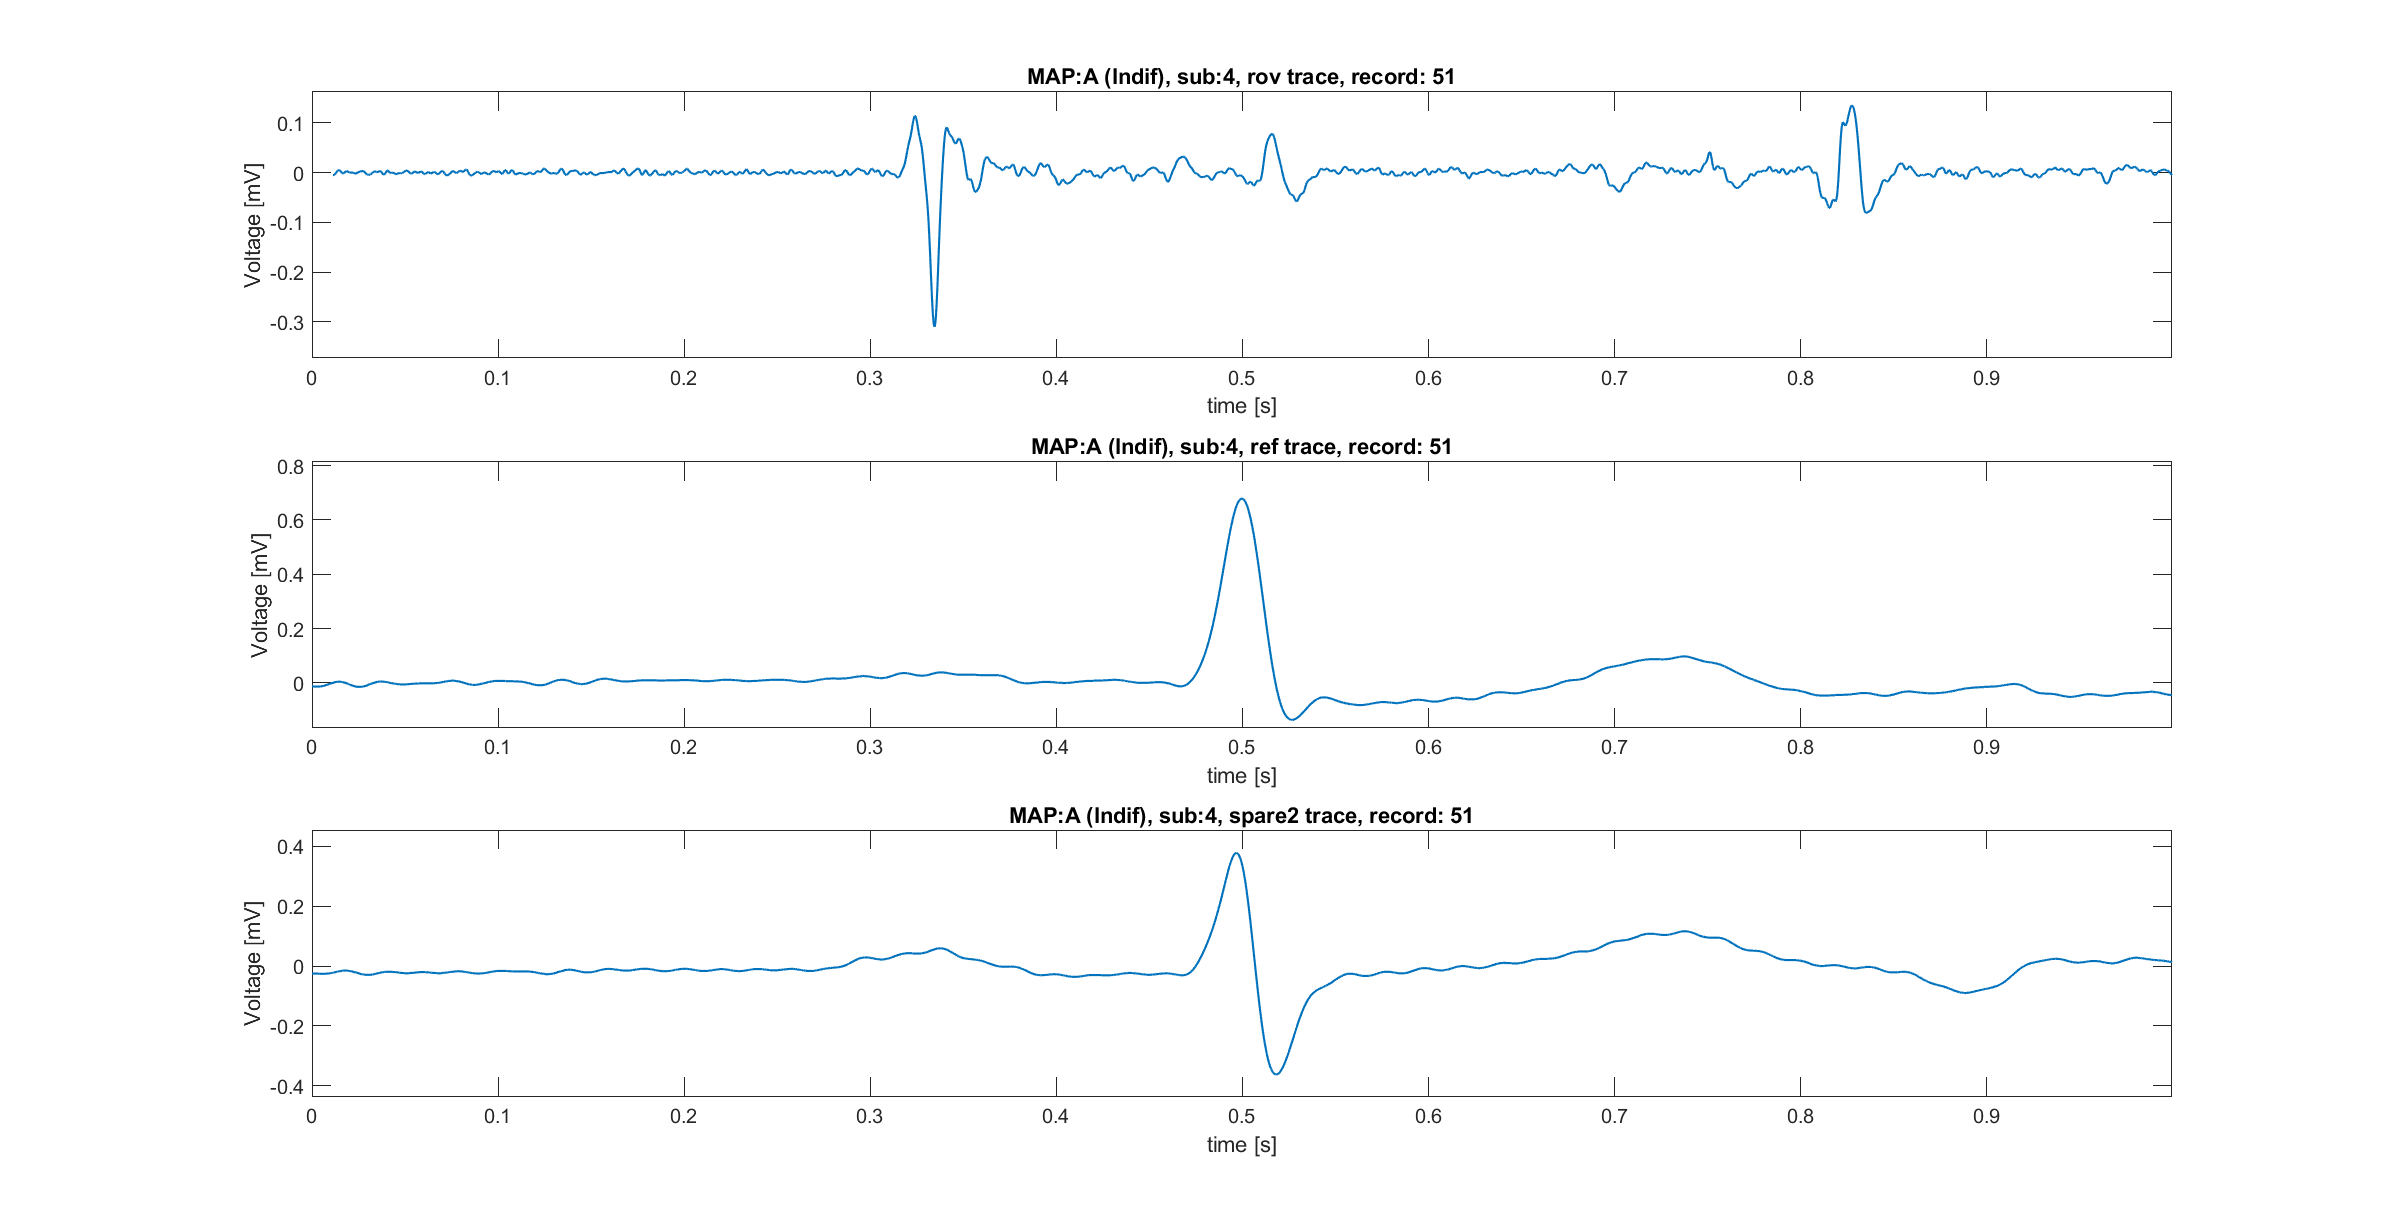 MAP:A (Indif), sub:4, rov trace, record: 51
0.1
0
-0.1
-0.2
-0.3
Voltage [mV]
0 0.1 0.2 0.3 0.4 0.5 0.6 0.7 0.8 0.9
time [s]
MAP:A (Indif), sub:4, ref trace, record: 51
0.8
0.6
0.4
0.2
0
Voltage [mV]
0 0.1 0.2 0.3 0.4 0.5 0.6 0.7 0.8 0.9
time [s]
MAP:A (Indif), sub:4, spare2 trace, record: 51
0.4
0.2
0
-0.2
-0.4
Voltage [mV]
0 0.1 0.2 0.3 0.4 0.5 0.6 0.7 0.8 0.9
time [s]